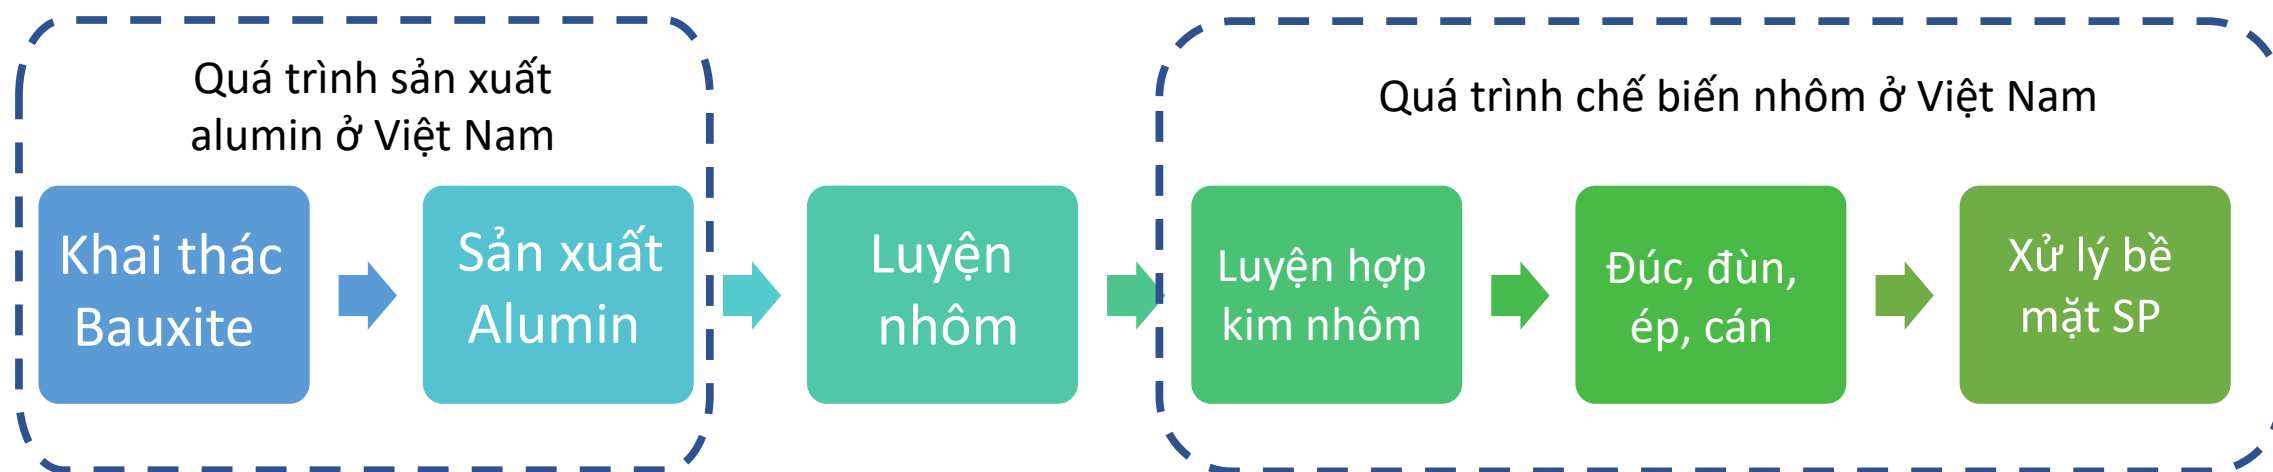 Quá trình sản xuất
alumin ở Việt Nam
Quá trình chế biến nhôm ở Việt Nam
Khai thác
Bauxite
Sản xuất
Alumin
Luyện
nhôm
Luyện hợp
kim nhôm
Đúc, đùn,
ép, cán
Xử lý bề
mặt SP